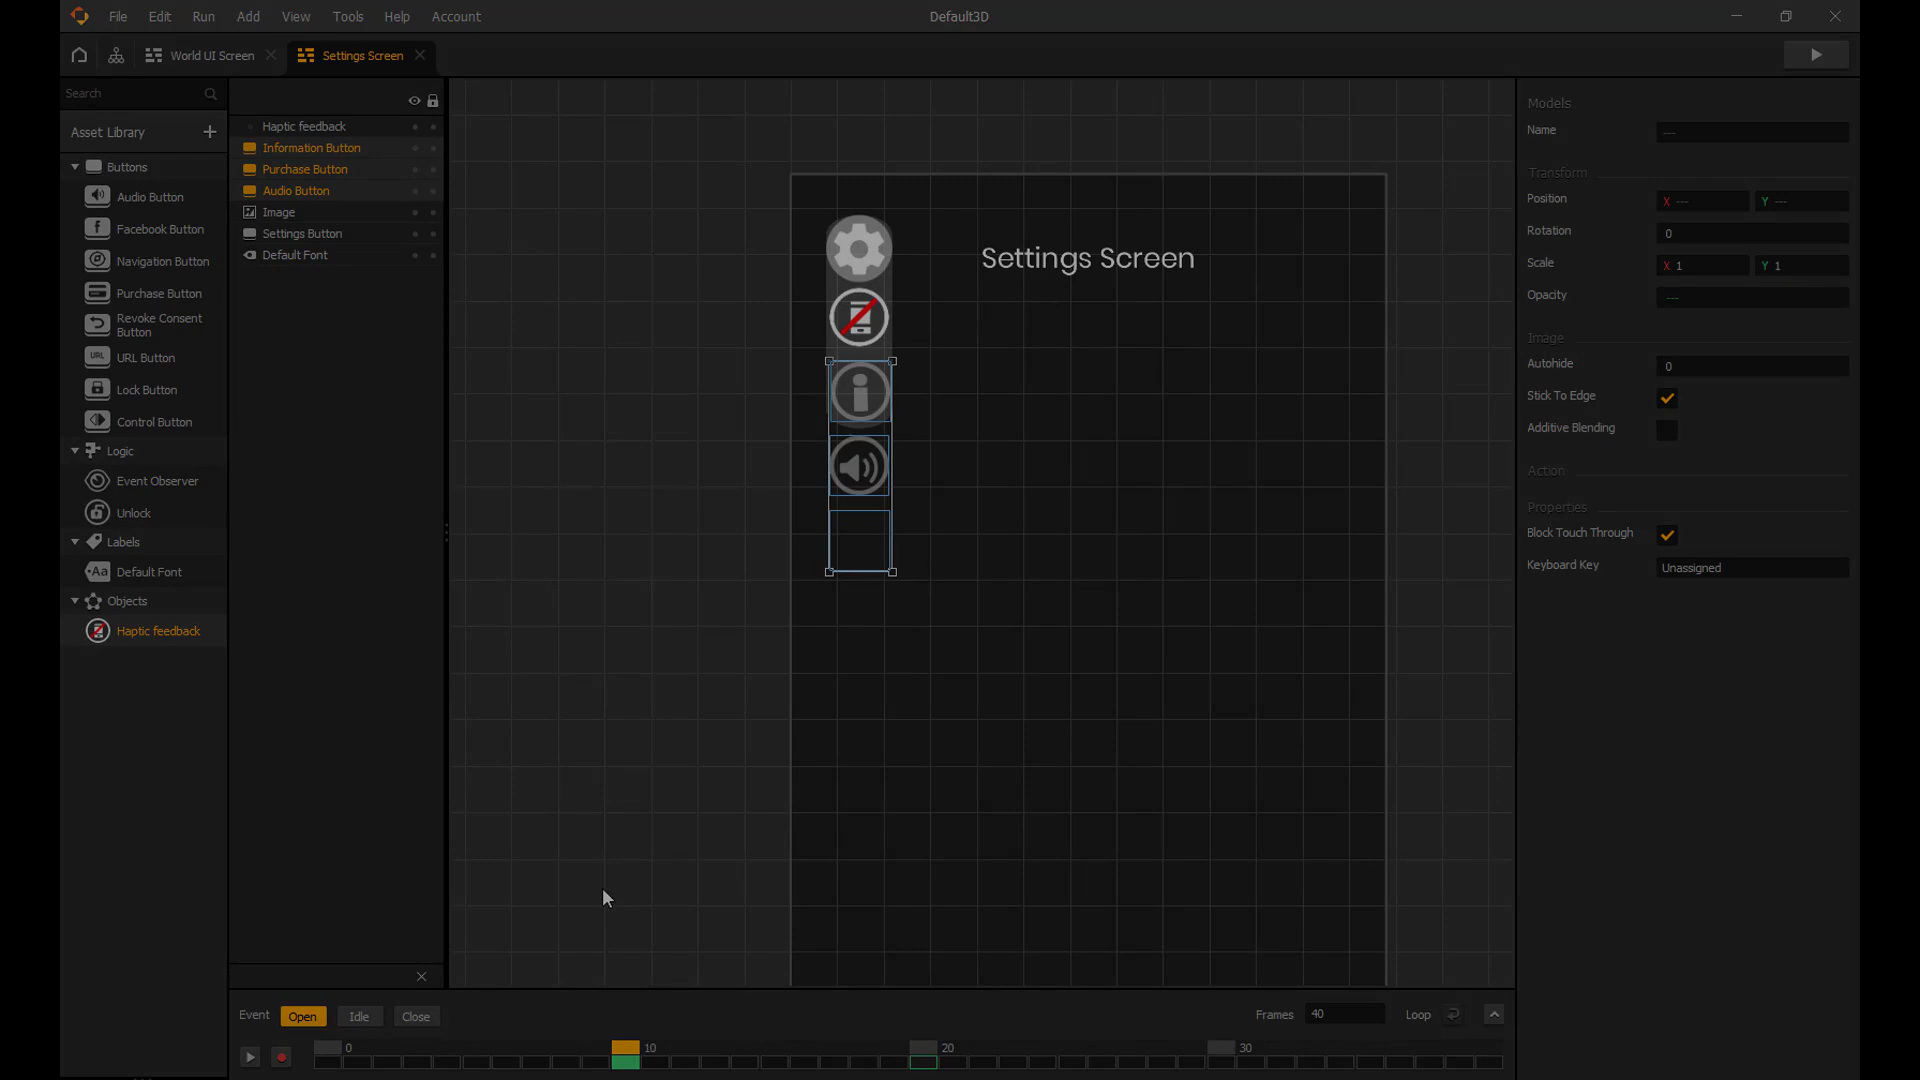 File Edit Run Add View Tools Help Account
Default3D
World UI Screen
Settings Screen
Search
Asset Library
Buttons
Audio Button
Facebook Button
Navigation Button
Purchase Button
Revoke Consent
Button
URL
URL Button
Lock Button
Control Button
Logic
Event Observer
Unlock
Labels
Aa
Default Font
Objects
Haptic feedback
Haptic feedback
Information Button
Purchase Button
Audio Button
Image
Settings Button
Default Font
Settings Screen
Models
Name ---
Transform
Position X --- Y ---
Rotation 0
Scale X 1 Y 1
Opacity ---
Image
Autohide 0
Stick To Edge
Additive Blending
Action
Properties
Block Touch Through
Keyboard Key Unassigned
Event Open Idle Close
Frames 40 Loop
0 10 20 30